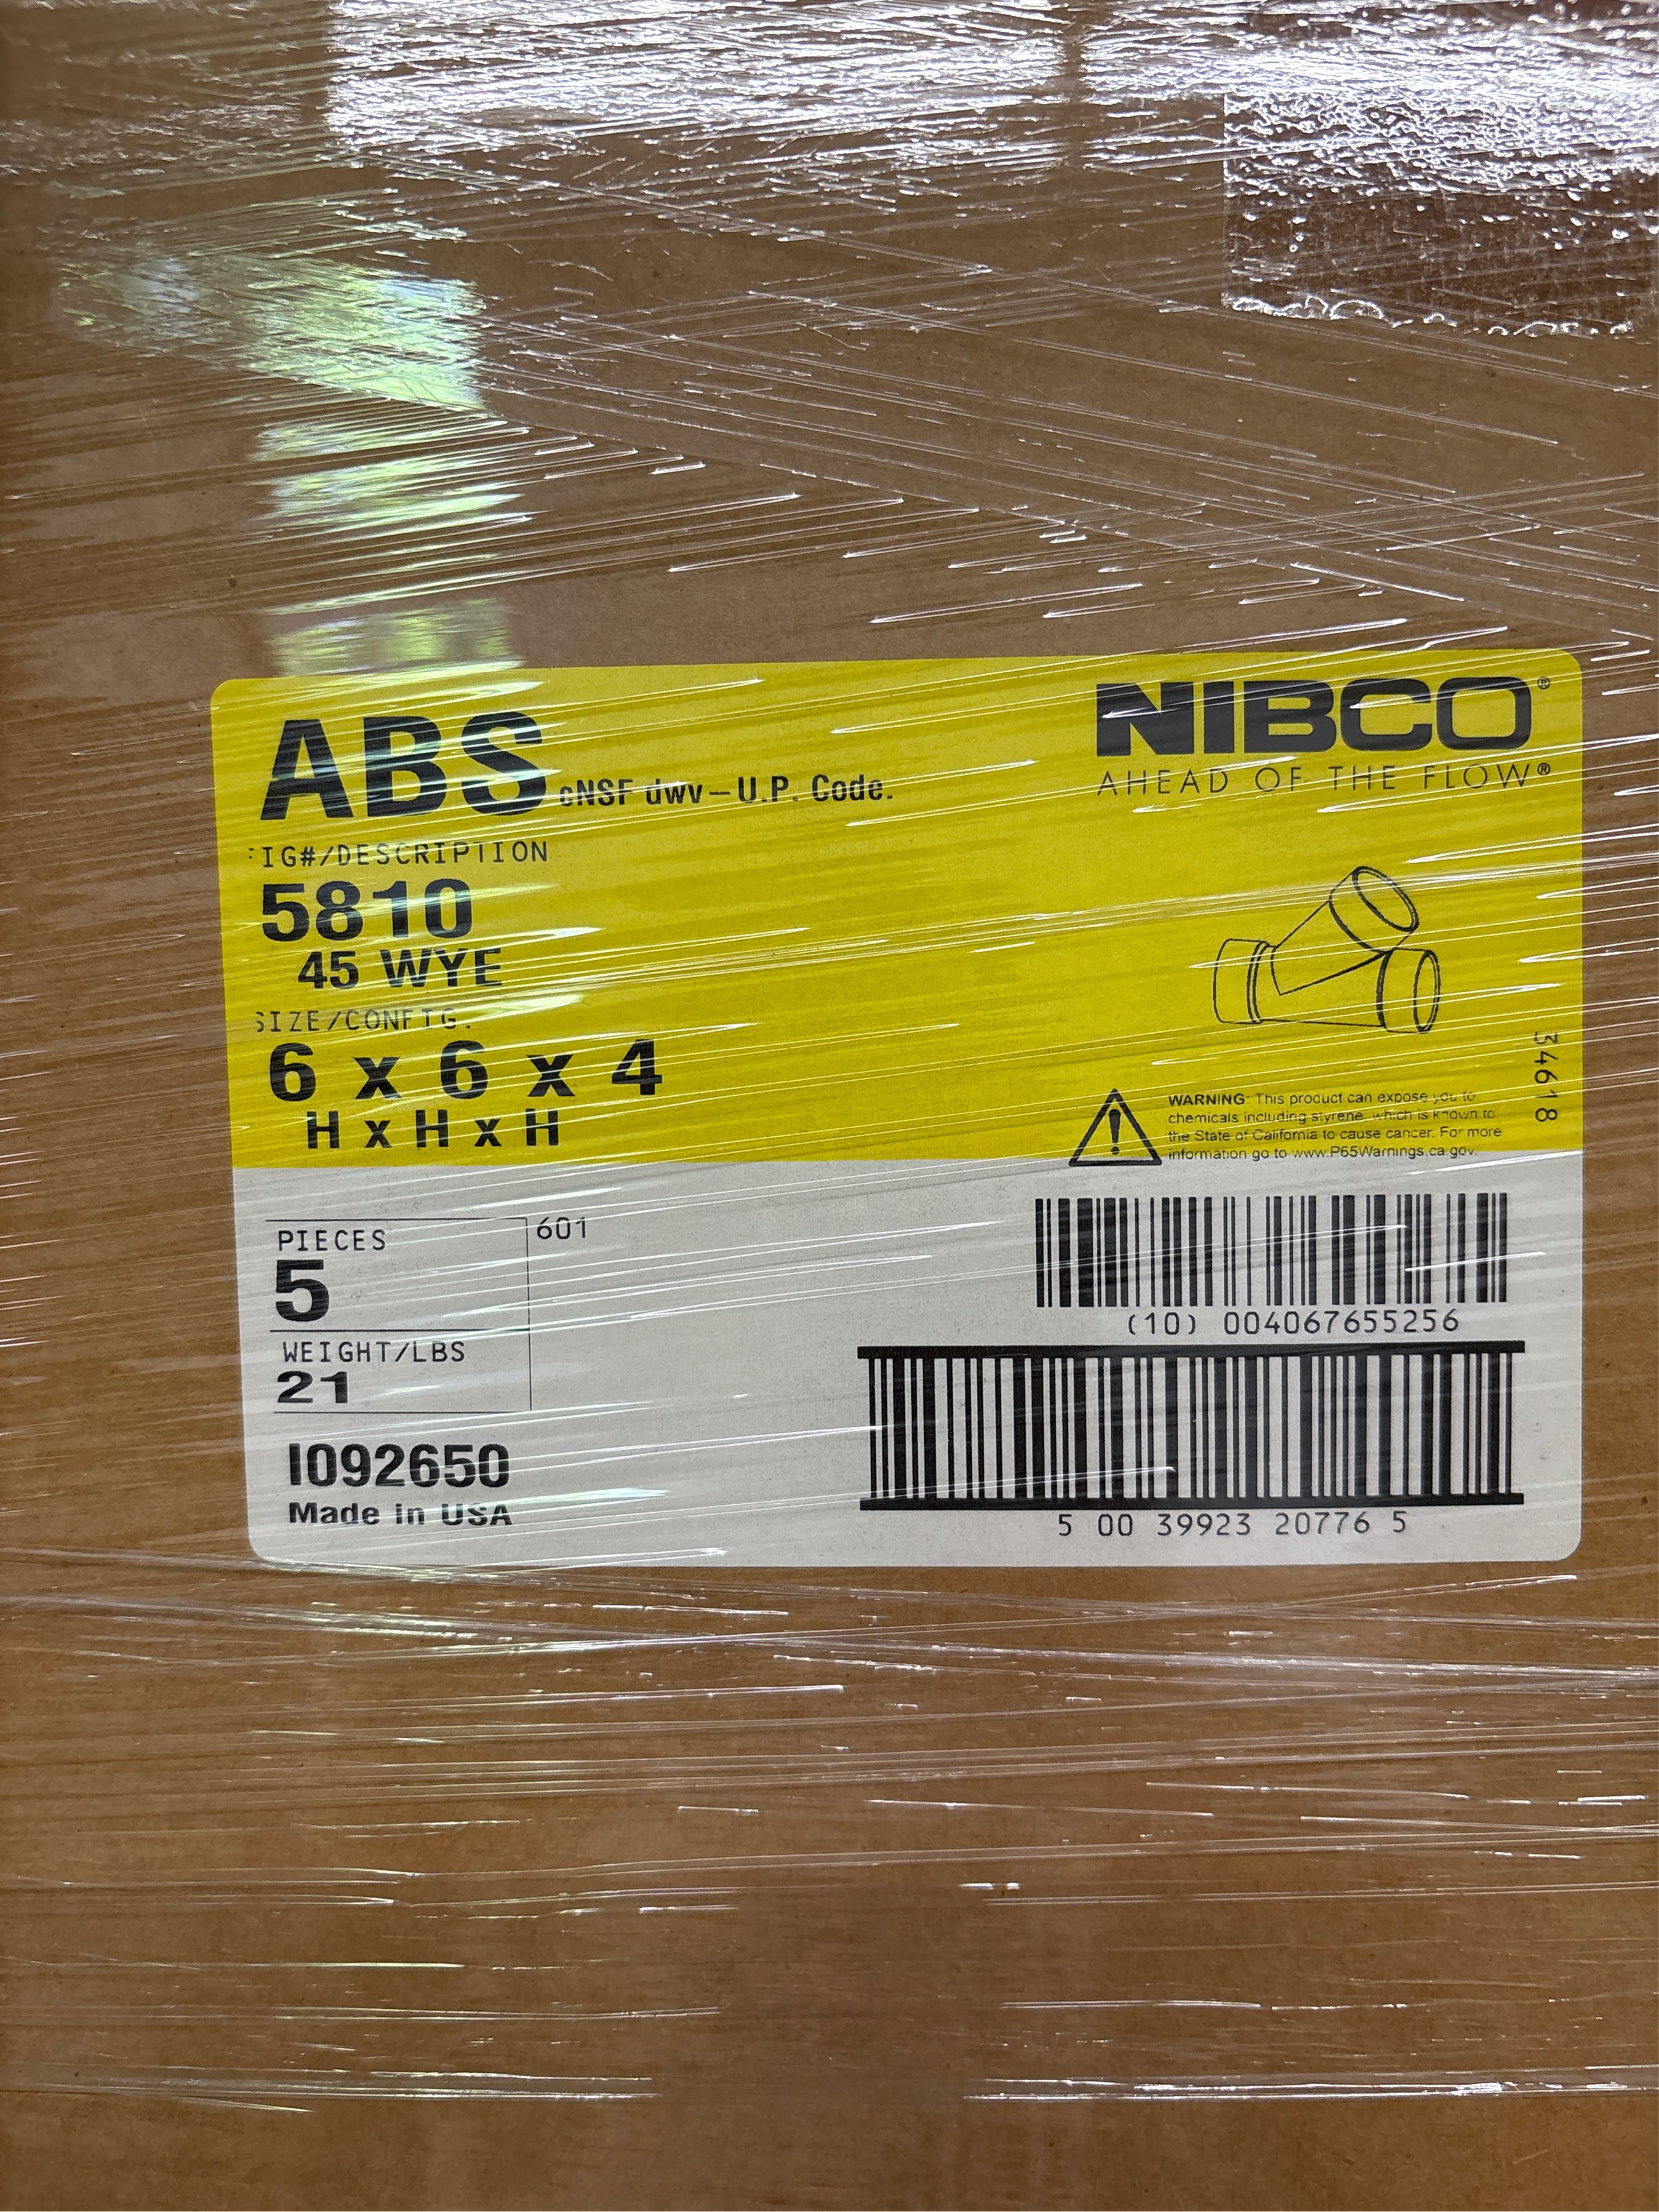 ABS cNSF dwv – U.P. Code.
NIBCO®
AHEAD OF THE FLOW®
FIG#/DESCRIPTION
5810
45 WYE
SIZE/CONFIG.
6 x 6 x 4
H x H x H
34618
WARNING: This product can expose you to
chemicals including styrene, which is known to
the State of California to cause cancer. For more
information go to www.P65Warnings.ca.gov.
PIECES
5
601
WEIGHT/LBS
21
(10) 004067655256
I092650
Made in USA
5 00 39923 20776 5